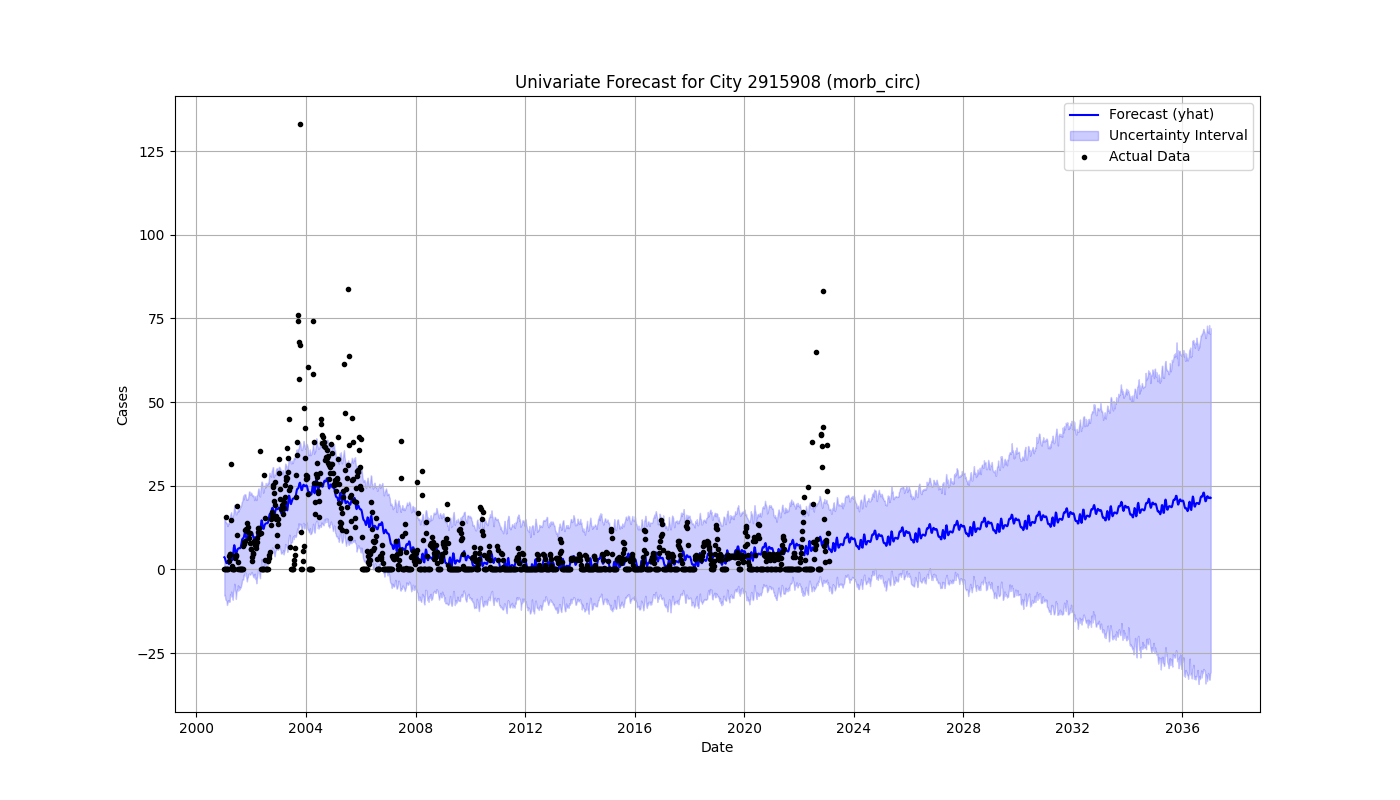 Univariate Forecast for City 2915908 (morb_circ)
Forecast (yhat)
Uncertainty Interval
Actual Data
125
100
75
50
25
0
−25
Cases
2000 2004 2008 2012 2016 2020 2024 2028 2032 2036
Date